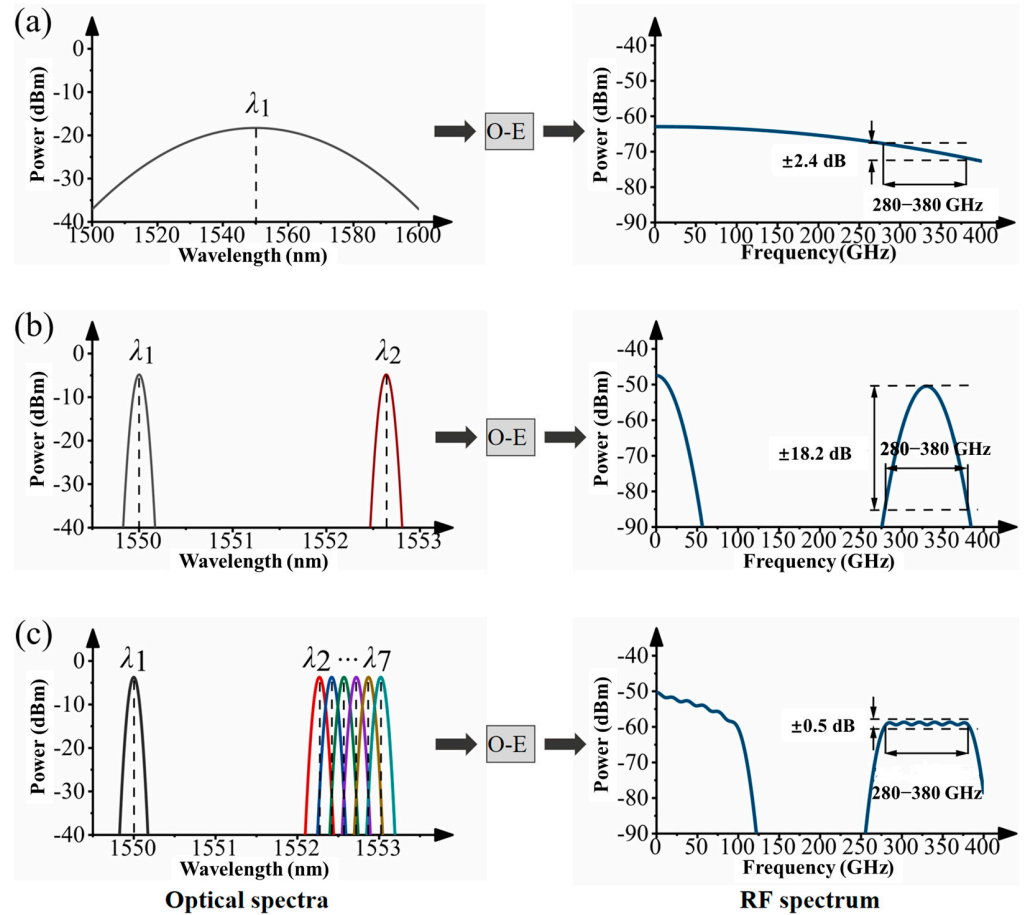 (a)
Power (dBm)
0
-10
-20
-30
-40
λ1
1500 1520 1540 1560 1580 1600
Wavelength (nm)
O-E
Power (dBm)
-40
-50
-60
-70
-80
-90
±2.4 dB
280−380 GHz
0 50 100 150 200 250 300 350 400
Frequency(GHz)
(b)
Power (dBm)
0
-10
-20
-30
-40
λ1
λ2
1550 1551 1552 1553
Wavelength (nm)
O-E
Power (dBm)
-40
-50
-60
-70
-80
-90
±18.2 dB
280−380 GHz
0 50 100 150 200 250 300 350 400
Frequency (GHz)
(c)
Power (dBm)
0
-10
-20
-30
-40
λ1
λ2 ··· λ7
1550 1551 1552 1553
Wavelength (nm)
O-E
Power (dBm)
-40
-50
-60
-70
-80
-90
±0.5 dB
280−380 GHz
0 50 100 150 200 250 300 350 400
Frequency (GHz)
Optical spectra
RF spectrum